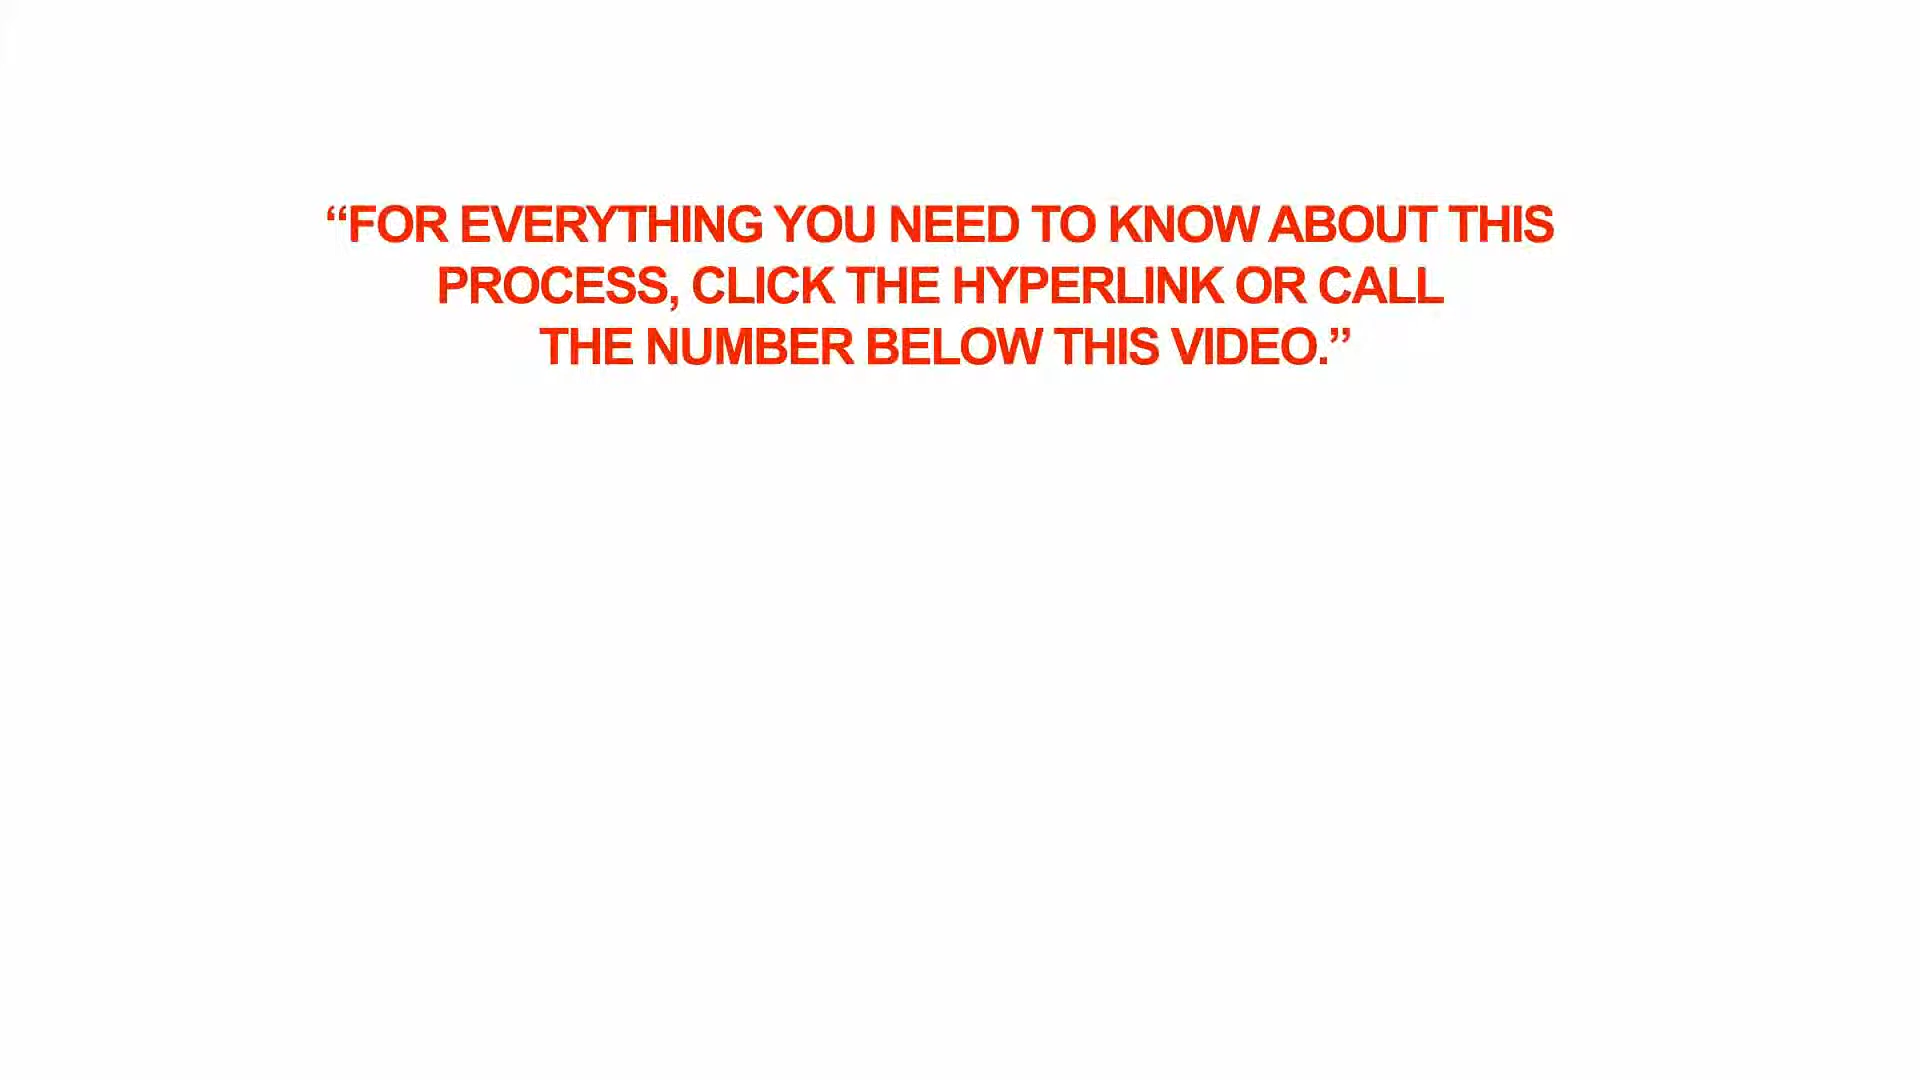 “FOR EVERYTHING YOU NEED TO KNOW ABOUT THIS
PROCESS, CLICK THE HYPERLINK OR CALL
THE NUMBER BELOW THIS VIDEO.”